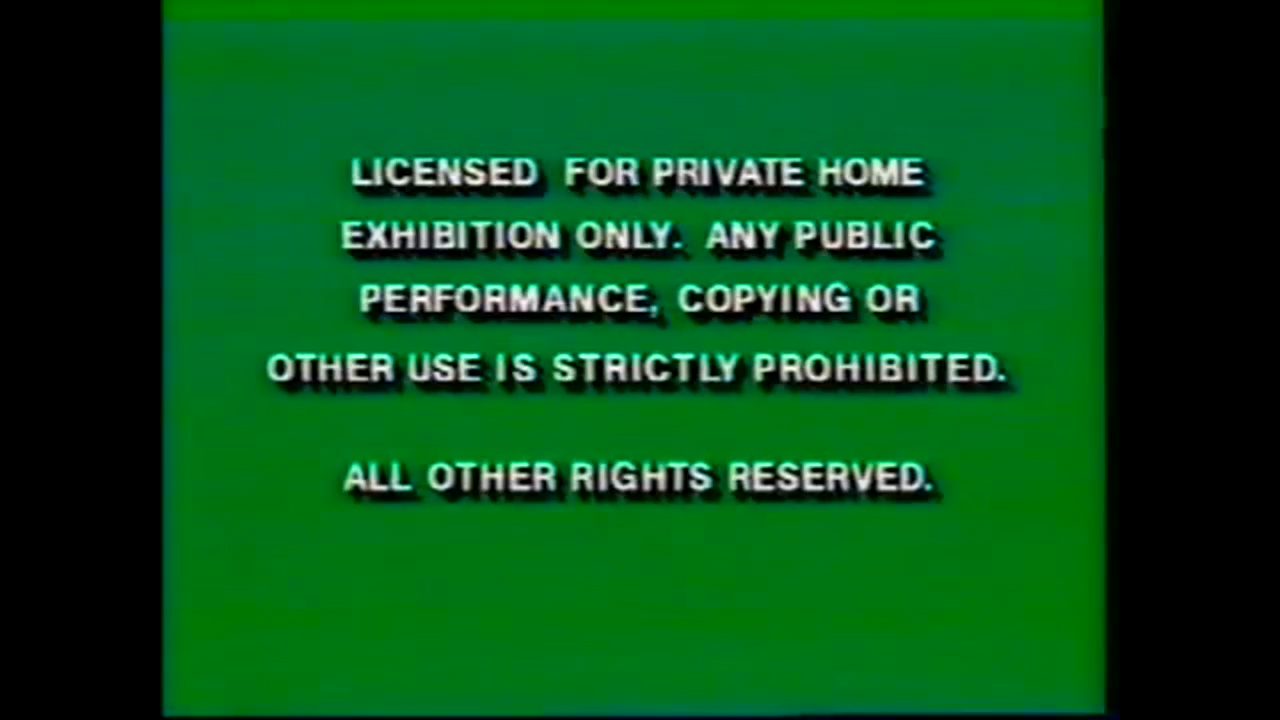 LICENSED FOR PRIVATE HOME
EXHIBITION ONLY. ANY PUBLIC
PERFORMANCE, COPYING OR
OTHER USE IS STRICTLY PROHIBITED.
ALL OTHER RIGHTS RESERVED.